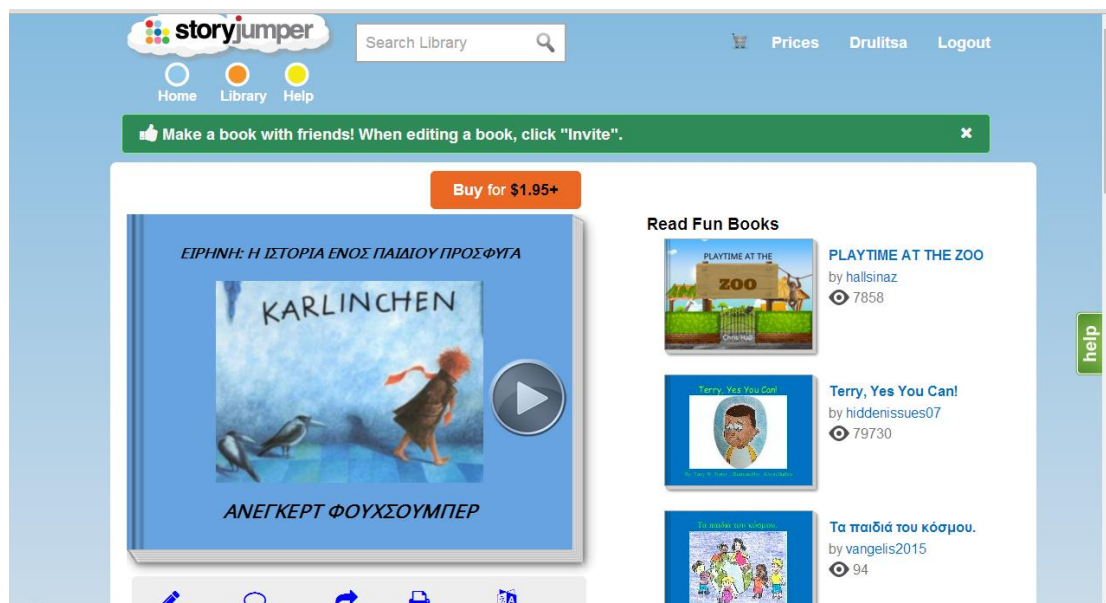 storyjumper
Search Library
Prices Drulitsa Logout
Home Library Help
Make a book with friends! When editing a book, click "Invite".
Buy for $1.95+
ΕΙΡΗΝΗ: Η ΙΣΤΟΡΙΑ ΕΝΟΣ ΠΑΙΔΙΟΥ ΠΡΟΣΦΥΓΑ
KARLINCHEN
ΑΝΕΓΚΕΡΤ ΦΟΥΧΣΟΥΜΠΕΡ
Read Fun Books
PLAYTIME AT THE
ZOO
Chris Hall
PLAYTIME AT THE ZOO
by hallsinaz
7858
Terry, Yes You Can!
Terry, Yes You Can!
by hiddenissues07
79730
Τα παιδιά του κόσμου.
Τα παιδιά του κόσμου.
by vangelis2015
94
help